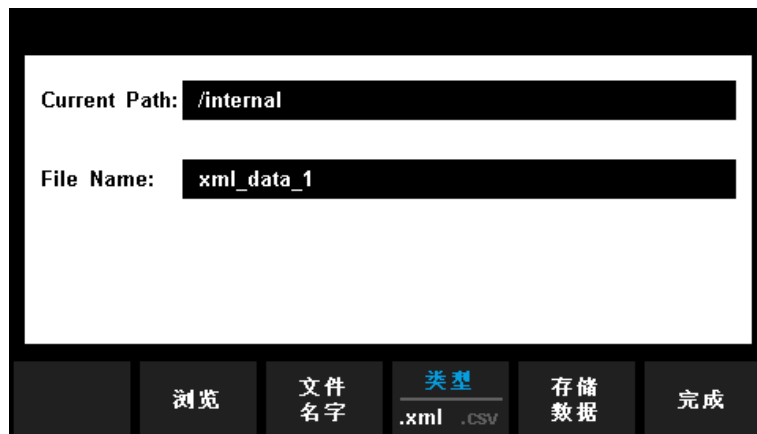 Current Path: /internal
File Name: xml_data_1
浏览
文件
名字
类型
.xml .csv
存储
数据
完成